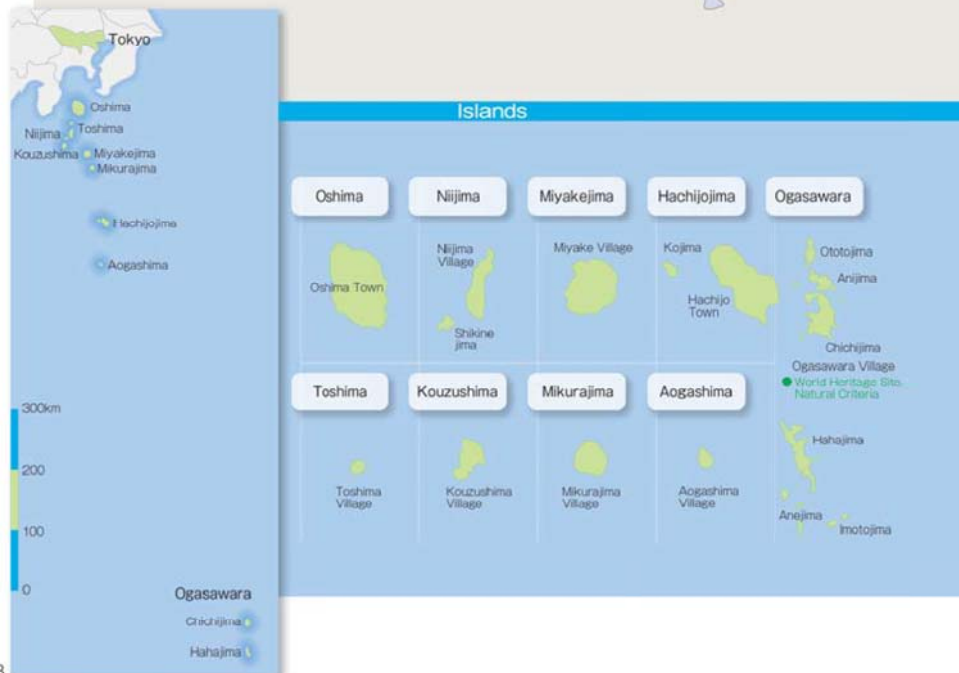 Tokyo
Oshima
Toshima
Niijima
Kouzushima
Miyakejima
Mikurajima
Hachijojima
Aogashima
300km
200
100
0
Ogasawara
Chichijima
Hahajima
Islands
Oshima
Niijima
Miyakejima
Hachijojima
Ogasawara
Oshima Town
Niijima
Village
Shikine
jima
Miyake Village
Kojima
Hachijo
Town
Ototojima
Anijima
Chichijima
Ogasawara Village
World Heritage Site
Natural Criteria
Toshima
Kouzushima
Mikurajima
Aogashima
Toshima
Village
Kouzushima
Village
Mikurajima
Village
Aogashima
Village
Hahajima
Anejima
Imotojima